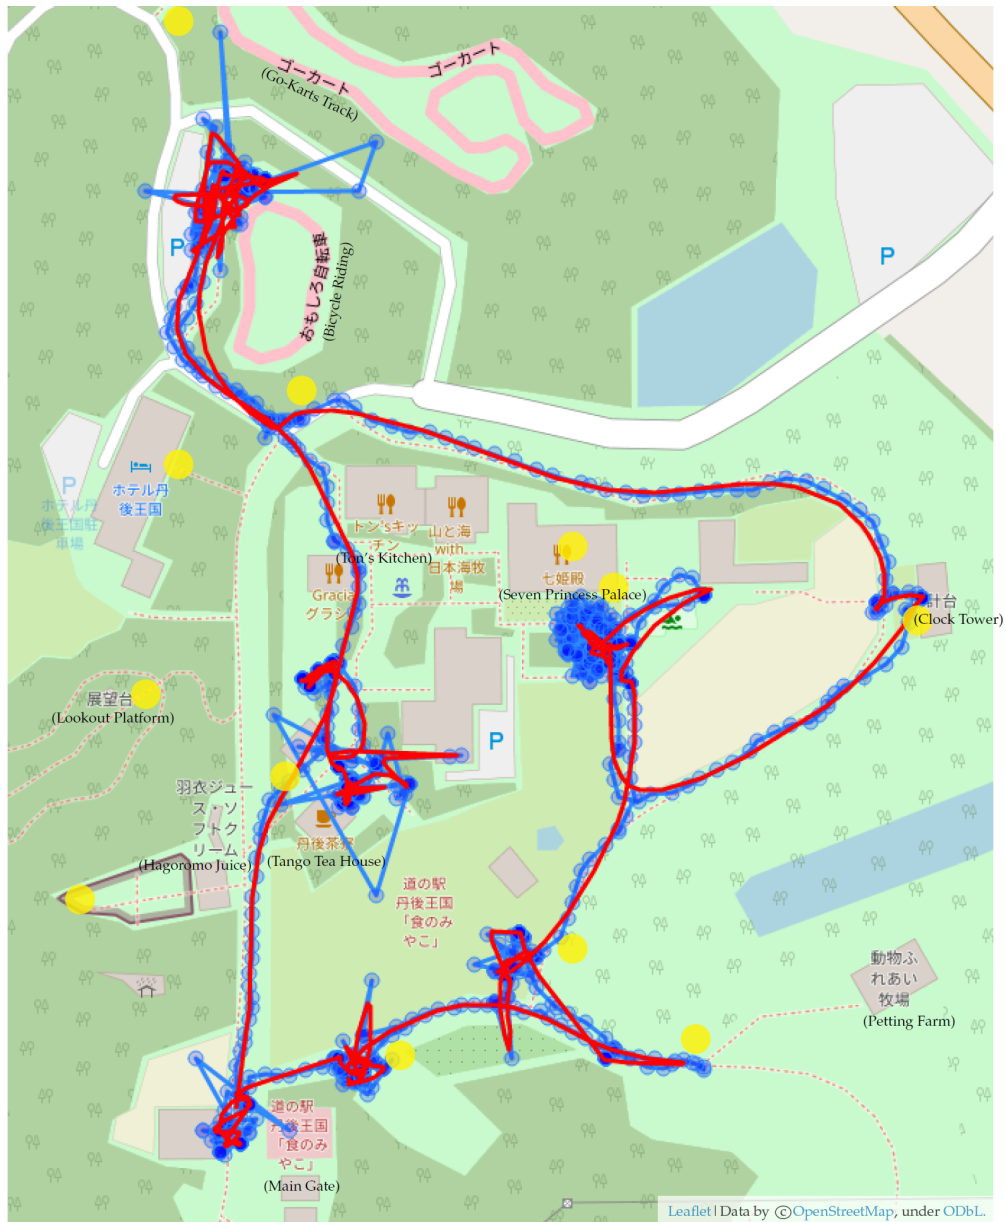 ゴーカート
ゴーカート
(Go-Karts Track)
P
P
おもしろ自転車
(Bicycle Riding)
P
ホテル丹
後王国駐
車場
ホテル丹
後王国
トン'sキッ
チン
(Ton's Kitchen)
山と海
with
日本海牧
場
Gracia
グラシ
七姫殿
(Seven Princess Palace)
計台
(Clock Tower)
展望台
(Lookout Platform)
P
羽衣ジュー
ス・ソ
フトク
リーム
(Hagoromo Juice)
丹後茶寮
(Tango Tea House)
道の駅
丹後王国
「食のみ
やこ」
動物ふ
れあい
牧場
(Petting Farm)
道の駅
丹後王国
「食のみ
やこ」
(Main Gate)
Leaflet | Data by © OpenStreetMap, under ODbL.